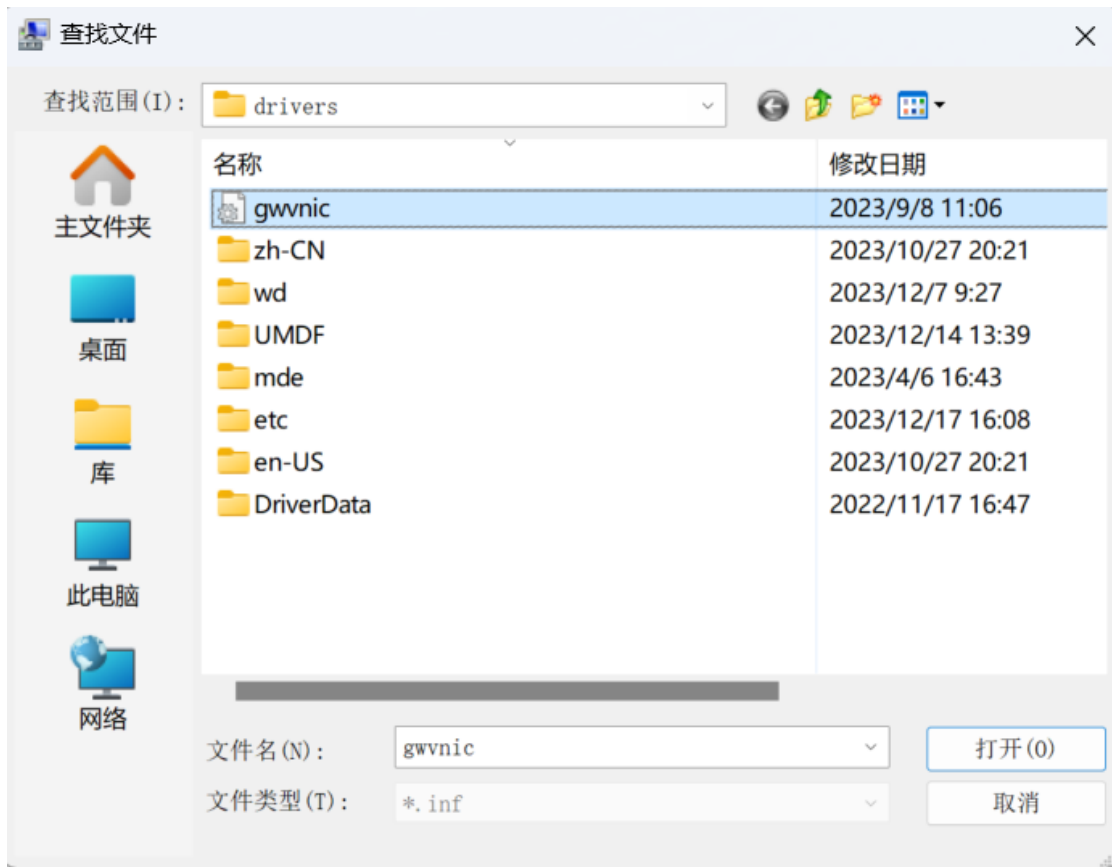 查找文件
查找范围(I): drivers
名称 修改日期
gwvnic 2023/9/8 11:06
zh-CN 2023/10/27 20:21
wd 2023/12/7 9:27
UMDF 2023/12/14 13:39
mde 2023/4/6 16:43
etc 2023/12/17 16:08
en-US 2023/10/27 20:21
DriverData 2022/11/17 16:47
主文件夹
桌面
库
此电脑
网络
文件名(N): gwvnic 打开(O)
文件类型(T): *.inf 取消